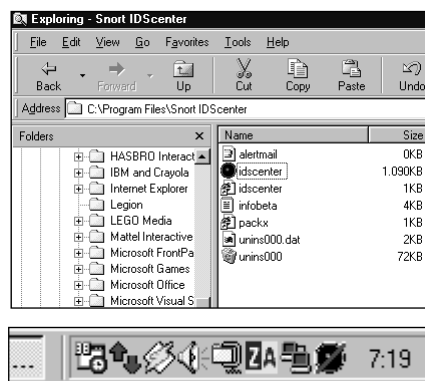 Exploring - Snort IDScenter
File Edit View Go Favorites Tools Help
Back Forward Up Cut Copy Paste Undo
Address C:\Program Files\Snort IDScenter
Folders × Name Size
HASBRO Interact alertmail 0KB
IBM and Crayola idscenter 1.090KB
Internet Explorer idscenter 1KB
Legion infobeta 4KB
LEGO Media packx 1KB
Mattel Interactive unins000.dat 2KB
Microsoft FrontPa unins000 72KB
Microsoft Games
Microsoft Office
Microsoft Visual S
... ZA 7:19